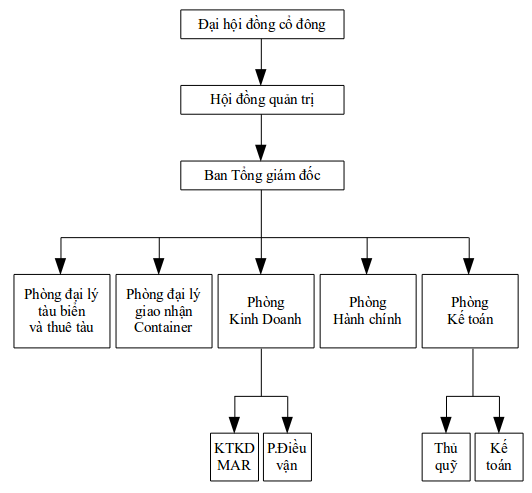 Đại hội đồng cổ đông
Hội đồng quản trị
Ban Tổng giám đốc
Phòng đại lý
tàu biển
và thuê tàu
Phòng đại lý
giao nhận
Container
Phòng
Kinh Doanh
Phòng
Hành chính
Phòng
Kế toán
KTKD
MAR
P.Điều
vận
Thủ
quỹ
Kế
toán